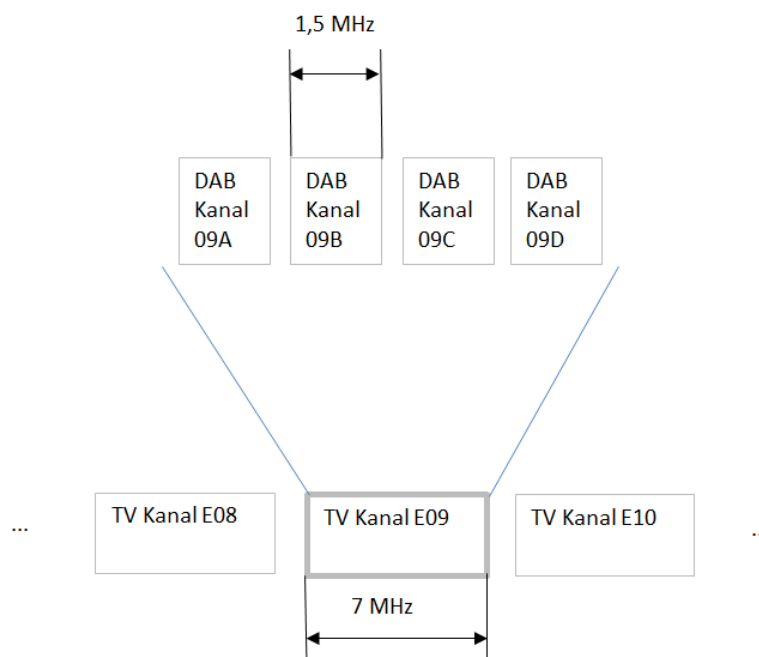 1,5 MHz
DAB
Kanal
09A
DAB
Kanal
09B
DAB
Kanal
09C
DAB
Kanal
09D
...
TV Kanal E08
TV Kanal E09
TV Kanal E10
..
7 MHz